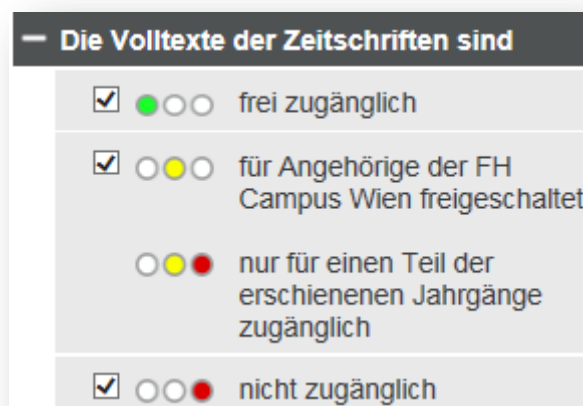 Die Volltexte der Zeitschriften sind
frei zugänglich
für Angehörige der FH
Campus Wien freigeschaltet
nur für einen Teil der
erschienenen Jahrgänge
zugänglich
nicht zugänglich